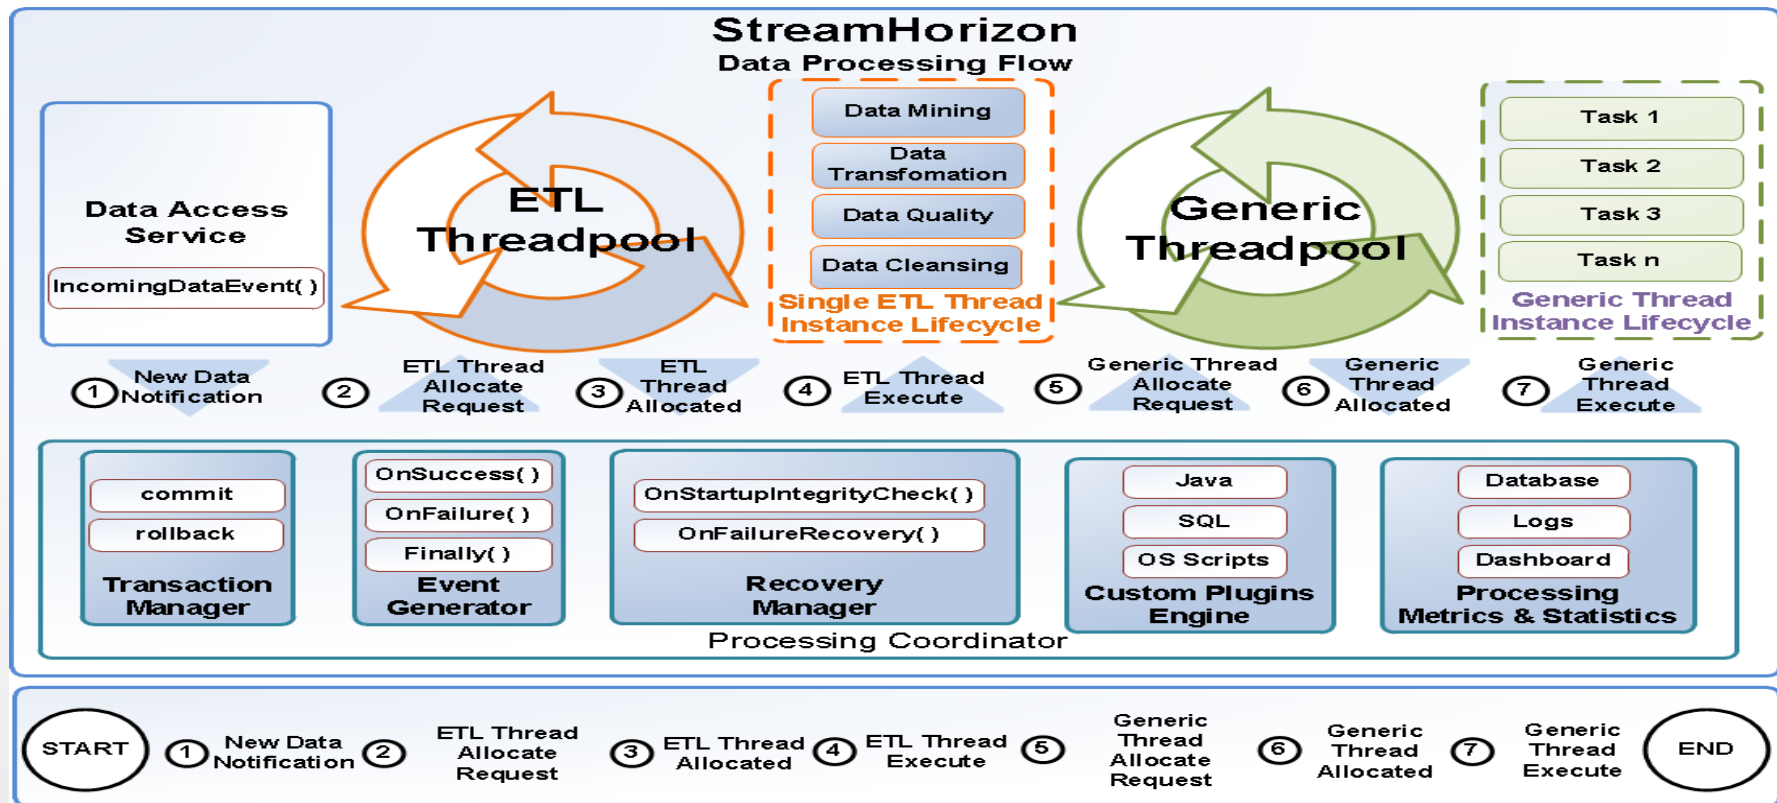 StreamHorizon
Data Processing Flow
Data Access
Service
IncomingDataEvent( )
ETL
Threadpool
Data Mining
Data
Transfomation
Data Quality
Data Cleansing
Single ETL Thread
Instance Lifecycle
Generic
Threadpool
Task 1
Task 2
Task 3
Task n
Generic Thread
Instance Lifecycle
1
New Data
Notification
2
ETL Thread
Allocate
Request
3
ETL
Thread
Allocated
4
ETL Thread
Execute
5
Generic Thread
Allocate
Request
6
Generic
Thread
Allocated
7
Generic
Thread
Execute
commit
rollback
Transaction
Manager
OnSuccess( )
OnFailure( )
Finally( )
Event
Generator
OnStartupIntegrityCheck( )
OnFailureRecovery( )
Recovery
Manager
Java
SQL
OS Scripts
Custom Plugins
Engine
Database
Logs
Dashboard
Processing
Metrics & Statistics
Processing Coordinator
START
1
New Data
Notification
2
ETL Thread
Allocate
Request
3
ETL Thread
Allocated
4
ETL Thread
Execute
5
Generic
Thread
Allocate
Request
6
Generic
Thread
Allocated
7
Generic
Thread
Execute
END